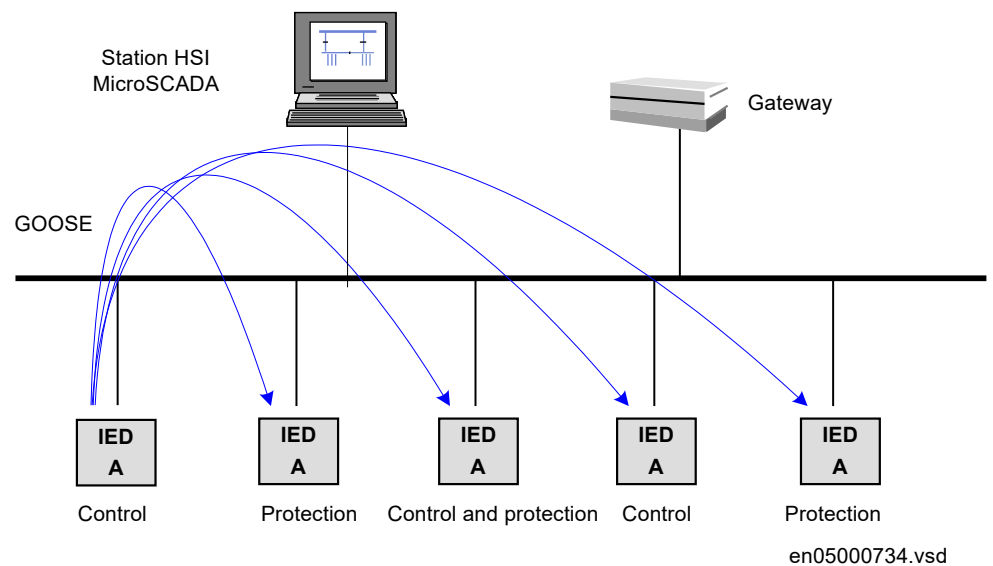 Station HSI
MicroSCADA
Gateway
GOOSE
IED
A
IED
A
IED
A
IED
A
IED
A
Control
Protection
Control and protection
Control
Protection
en05000734.vsd